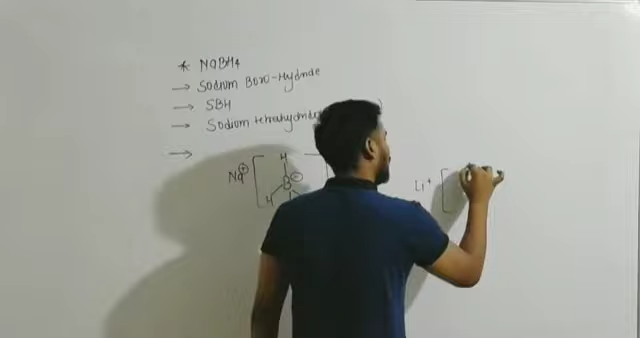 * NaBH4
→ Sodium Boro-Hydride
→ SBH
→ Sodium tetrahydrido
→
Na⊕ [ H B⊖ H
Li+ [